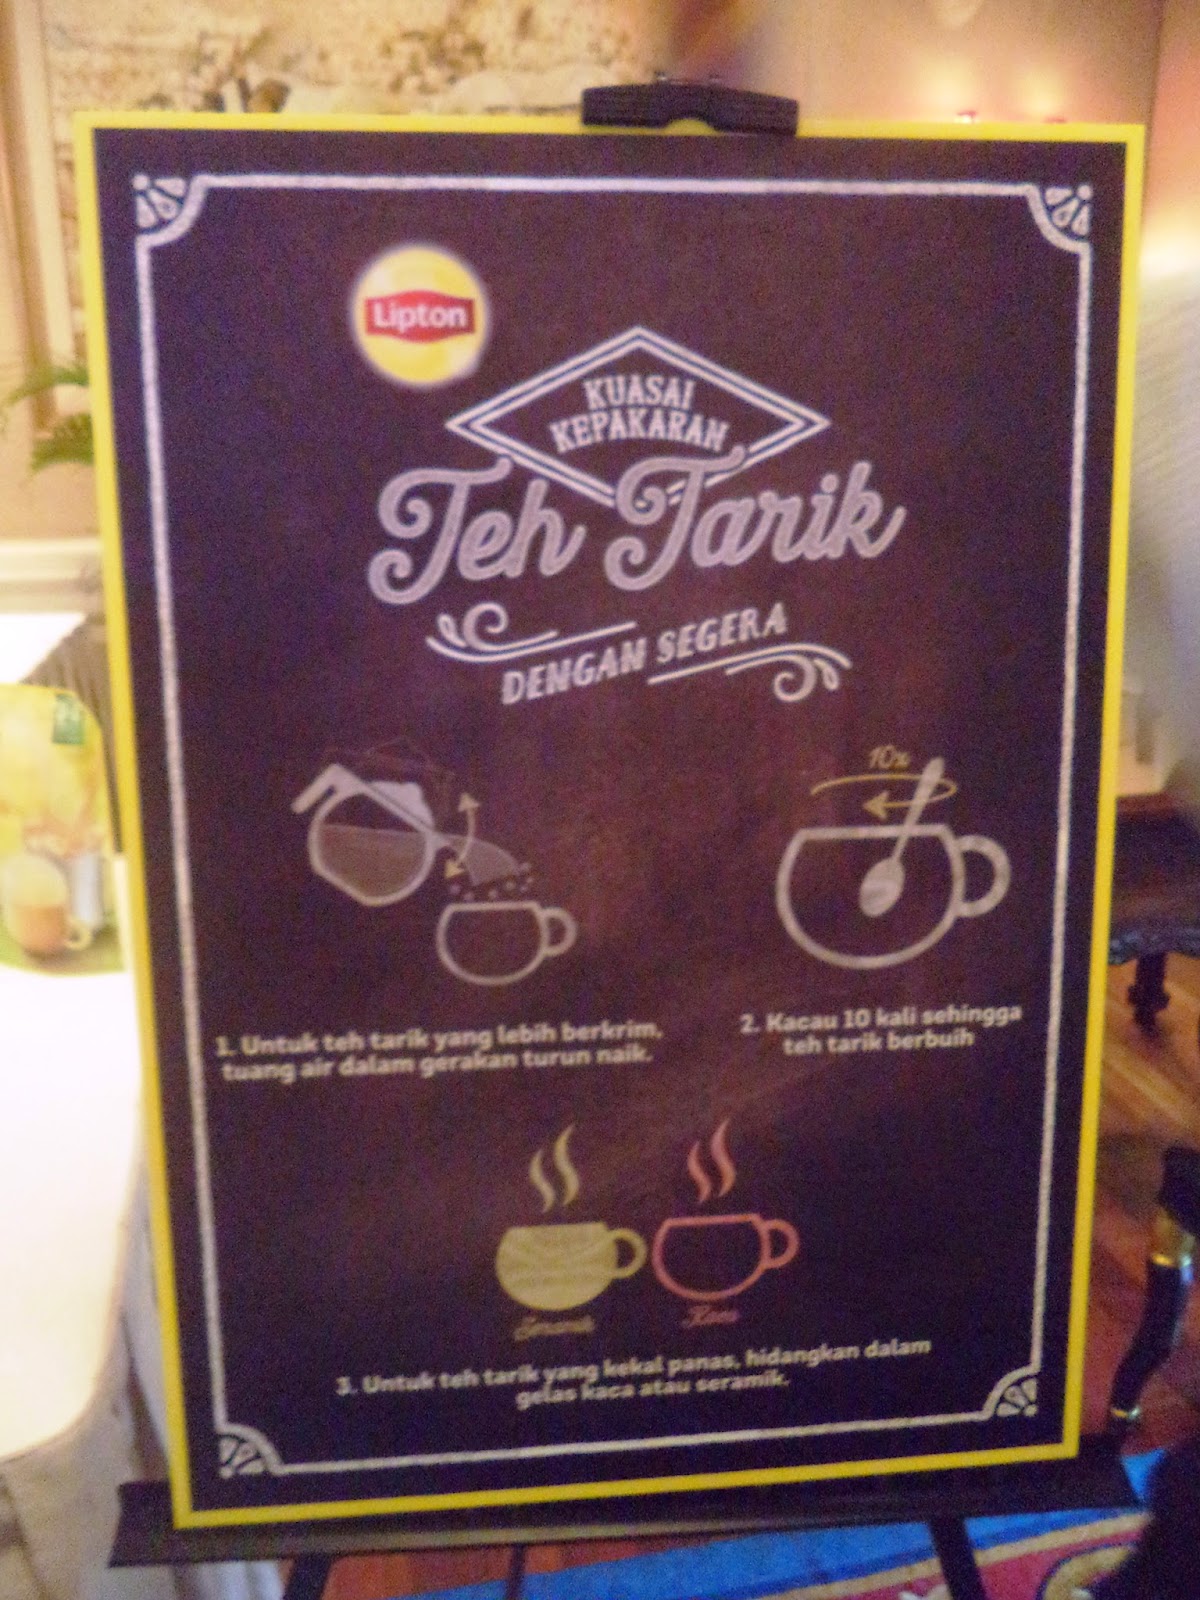 Lipton
KUASAI
KEPAKARAN
Teh Tarik
DENGAN SEGERA
10x
1. Untuk teh tarik yang lebih berkrim,
tuang air dalam gerakan turun naik.
2. Kacau 10 kali sehingga
teh tarik berbuih
Seramik
Kaca
3. Untuk teh tarik yang kekal panas, hidangkan dalam
gelas kaca atau seramik.